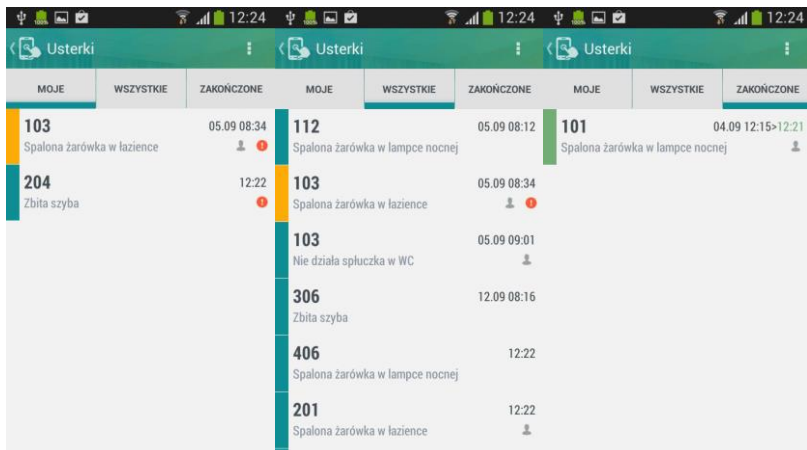 12:24
Usterki
MOJE WSZYSTKIE ZAKOŃCZONE
103 05.09 08:34
Spalona żarówka w łazience
204 12:22
Zbita szyba
12:24
Usterki
MOJE WSZYSTKIE ZAKOŃCZONE
112 05.09 08:12
Spalona żarówka w lampce nocnej
103 05.09 08:34
Spalona żarówka w łazience
103 05.09 09:01
Nie działa spłuczka w WC
306 12.09 08:16
Zbita szyba
406 12:22
Spalona żarówka w lampce nocnej
201 12:22
Spalona żarówka w łazience
12:24
Usterki
MOJE WSZYSTKIE ZAKOŃCZONE
101 04.09 12:15>12:21
Spalona żarówka w lampce nocnej